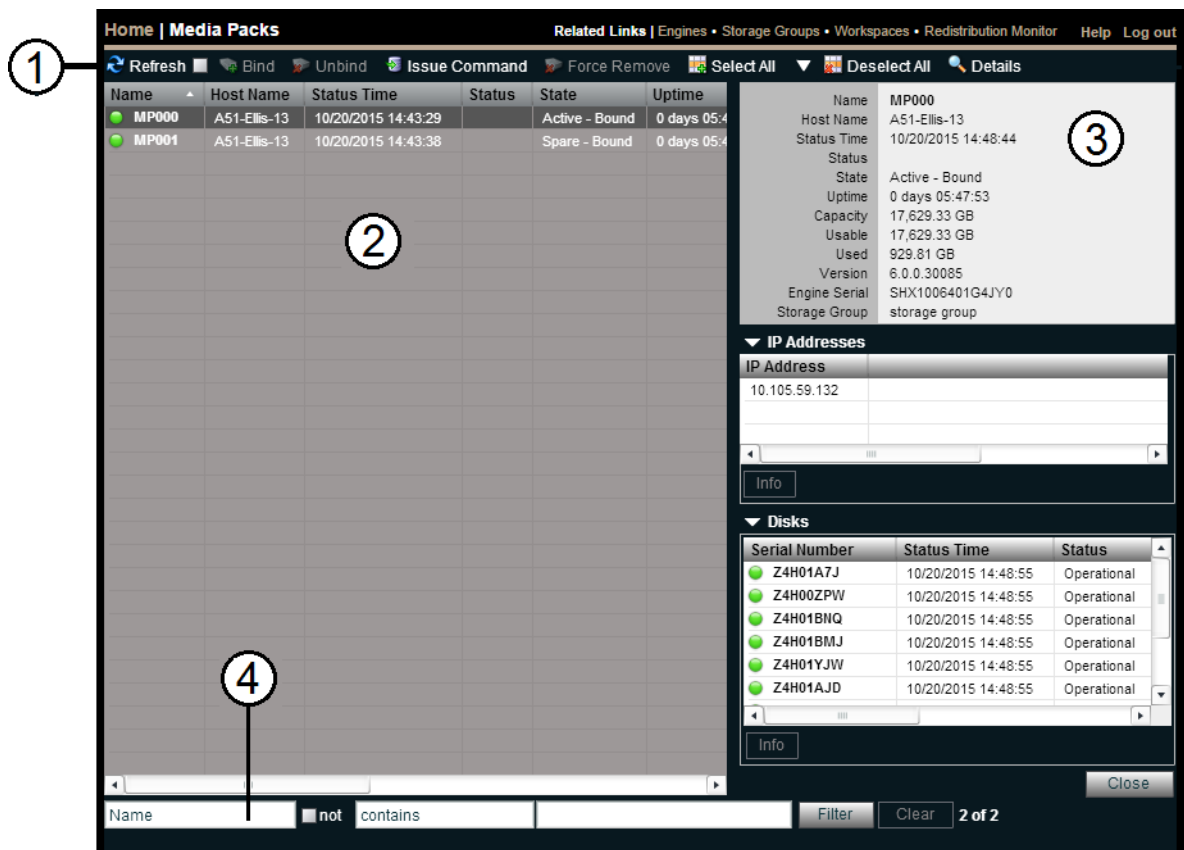 Home | Media Packs
Related Links | Engines • Storage Groups • Workspaces • Redistribution Monitor Help Log out
1
Refresh Bind Unbind Issue Command Force Remove Select All Deselect All Details
Name Host Name Status Time Status State Uptime
MP000 A51-Ellis-13 10/20/2015 14:43:29 Active - Bound 0 days 05:4
MP001 A51-Ellis-13 10/20/2015 14:43:38 Spare - Bound 0 days 05:4
2
Name MP000
Host Name A51-Ellis-13
Status Time 10/20/2015 14:48:44
Status
State Active - Bound
Uptime 0 days 05:47:53
Capacity 17,629.33 GB
Usable 17,629.33 GB
Used 929.81 GB
Version 6.0.0.30085
Engine Serial SHX1006401G4JY0
Storage Group storage group
3
IP Addresses
IP Address
10.105.59.132
Info
Disks
Serial Number Status Time Status
Z4H01A7J 10/20/2015 14:48:55 Operational
Z4H00ZPW 10/20/2015 14:48:55 Operational
Z4H01BNQ 10/20/2015 14:48:55 Operational
Z4H01BMJ 10/20/2015 14:48:55 Operational
Z4H01YJW 10/20/2015 14:48:55 Operational
Z4H01AJD 10/20/2015 14:48:55 Operational
Info
Close
4
Name not contains Filter Clear 2 of 2